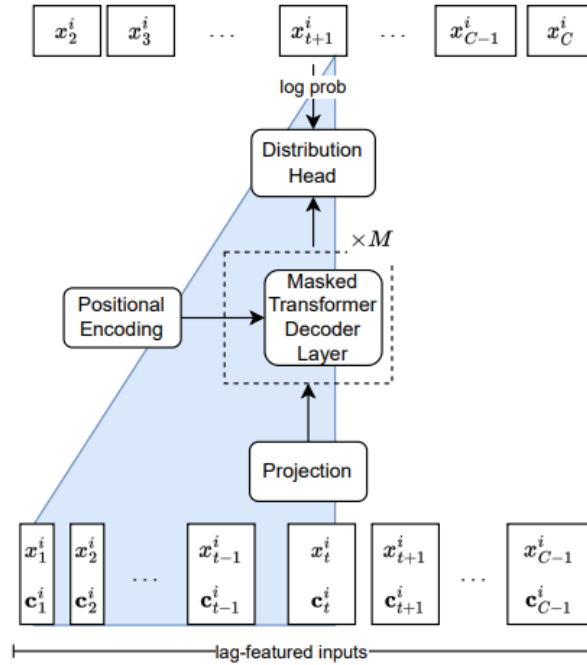 x_2^i x_3^i ... x_{t+1}^i ... x_{C-1}^i x_C^i
log prob
Distribution
Head
×M
Masked
Transformer
Decoder
Layer
Positional
Encoding
Projection
x_1^i x_2^i ... x_{t-1}^i x_t^i x_{t+1}^i ... x_{C-1}^i
c_1^i c_2^i c_{t-1}^i c_t^i c_{t+1}^i c_{C-1}^i
lag-featured inputs